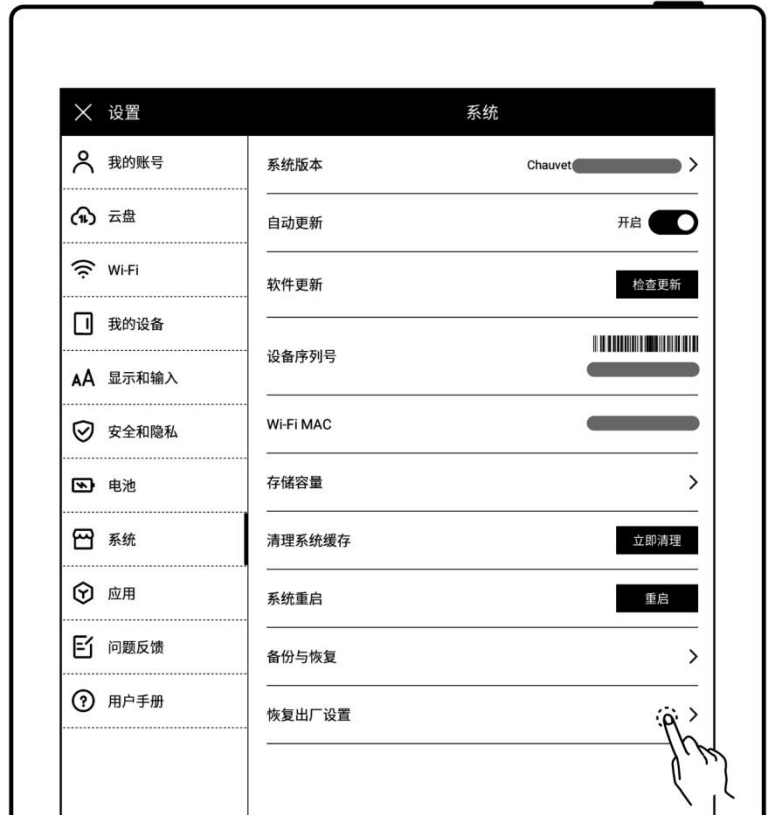 设置
系统
我的账号
云盘
Wi-Fi
我的设备
显示和输入
安全和隐私
电池
系统
应用
问题反馈
用户手册
系统版本 Chauvet
自动更新 开启
软件更新 检查更新
设备序列号
Wi-Fi MAC
存储容量
清理系统缓存 立即清理
系统重启 重启
备份与恢复
恢复出厂设置